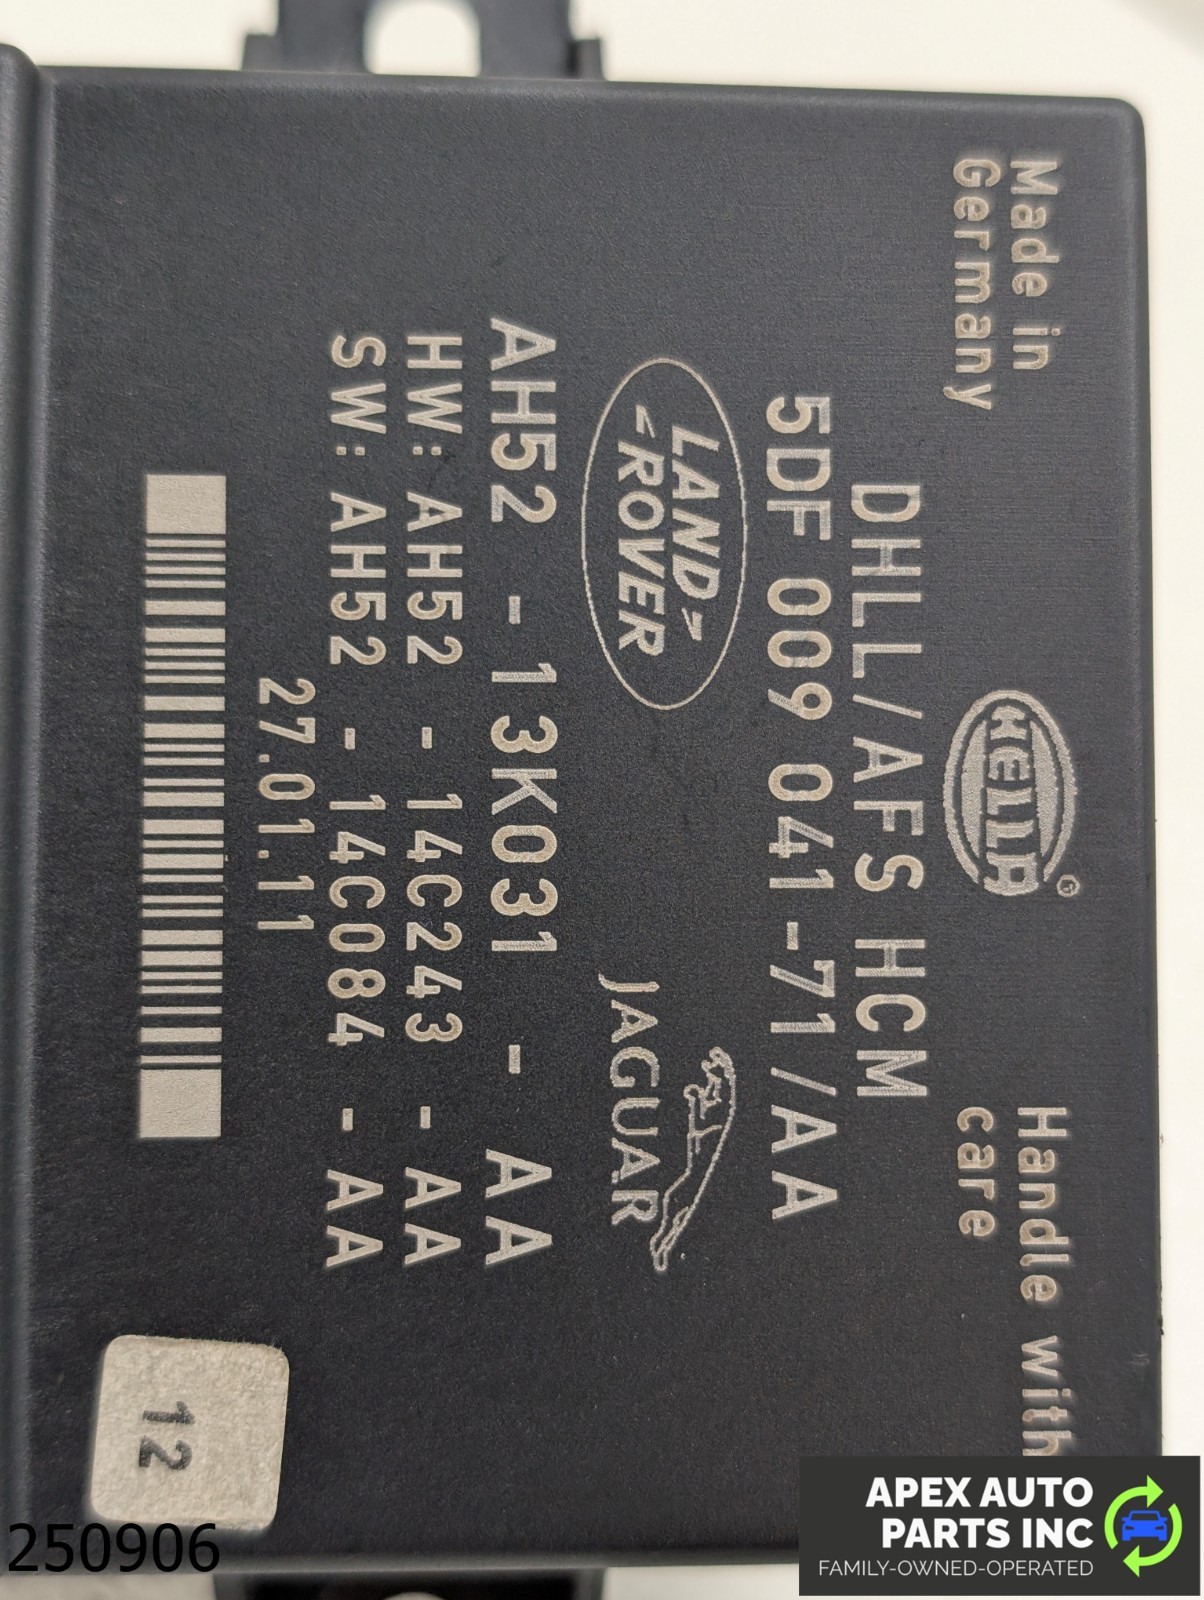 Made in
Germany
HELLA
Handle with
care
DHLL/AFS HCM
5DF 009 041-71/AA
LAND
ROVER
JAGUAR
AH52 - 13K031 - AA
HW: AH52 - 14C243 - AA
SW: AH52 - 14C084 - AA
27.01.11
12
250906
APEX AUTO
PARTS INC
FAMILY-OWNED-OPERATED